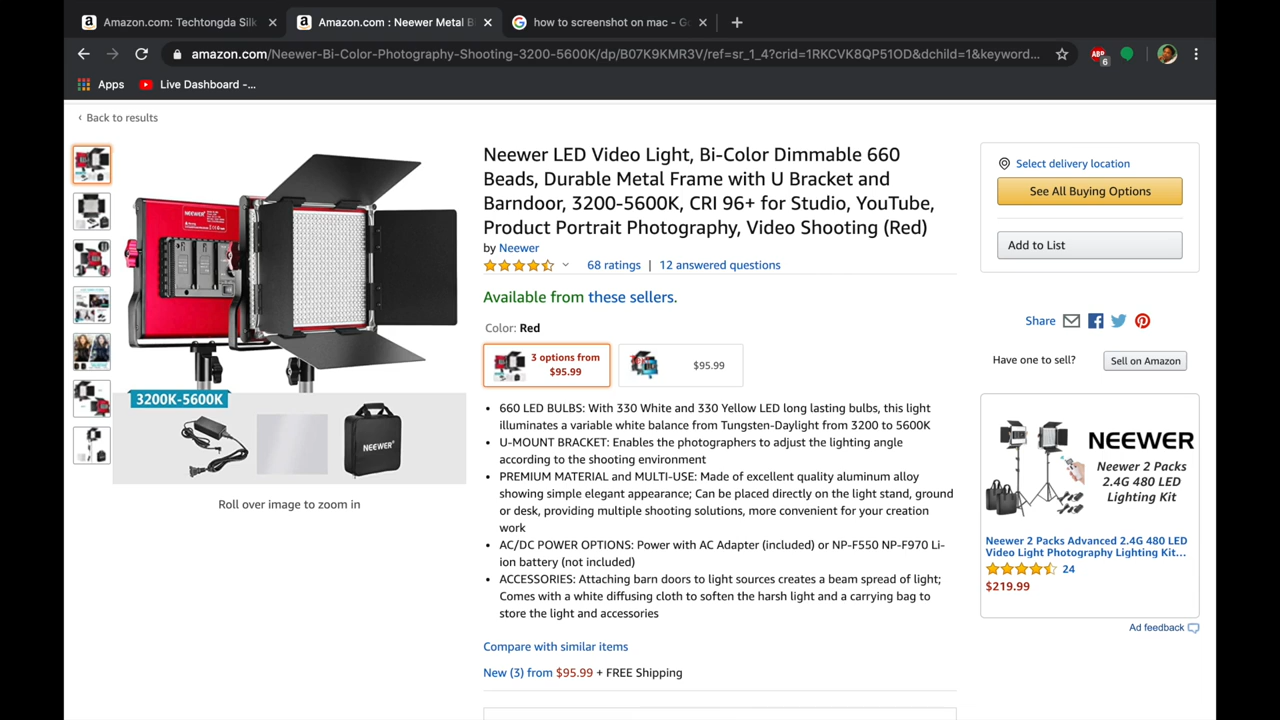 Amazon.com: Techtongda Silk
Amazon.com : Neewer Metal B
how to screenshot on mac - G
amazon.com/Neewer-Bi-Color-Photography-Shooting-3200-5600K/dp/B07K9KMR3V/ref=sr_1_4?crid=1RKCVK8QP51OD&dchild=1&keyword...
ABP
6
Apps
Live Dashboard -...
‹ Back to results
Neewer LED Video Light, Bi-Color Dimmable 660
Beads, Durable Metal Frame with U Bracket and
Barndoor, 3200-5600K, CRI 96+ for Studio, YouTube,
Product Portrait Photography, Video Shooting (Red)
by Neewer
68 ratings | 12 answered questions
Available from these sellers.
Color: Red
3 options from
$95.99
$95.99
• 660 LED BULBS: With 330 White and 330 Yellow LED long lasting bulbs, this light
illuminates a variable white balance from Tungsten-Daylight from 3200 to 5600K
• U-MOUNT BRACKET: Enables the photographers to adjust the lighting angle
according to the shooting environment
• PREMIUM MATERIAL and MULTI-USE: Made of excellent quality aluminum alloy
showing simple elegant appearance; Can be placed directly on the light stand, ground
or desk, providing multiple shooting solutions, more convenient for your creation
work
• AC/DC POWER OPTIONS: Power with AC Adapter (included) or NP-F550 NP-F970 Li-
ion battery (not included)
• ACCESSORIES: Attaching barn doors to light sources creates a beam spread of light;
Comes with a white diffusing cloth to soften the harsh light and a carrying bag to
store the light and accessories
Compare with similar items
New (3) from $95.99 + FREE Shipping
NEEWER
3200K-5600K
NEEWER
Roll over image to zoom in
Select delivery location
See All Buying Options
Add to List
Share
Have one to sell?
Sell on Amazon
NEEWER
Neewer 2 Packs
2.4G 480 LED
Lighting Kit
Neewer 2 Packs Advanced 2.4G 480 LED
Video Light Photography Lighting Kit...
24
$219.99
Ad feedback